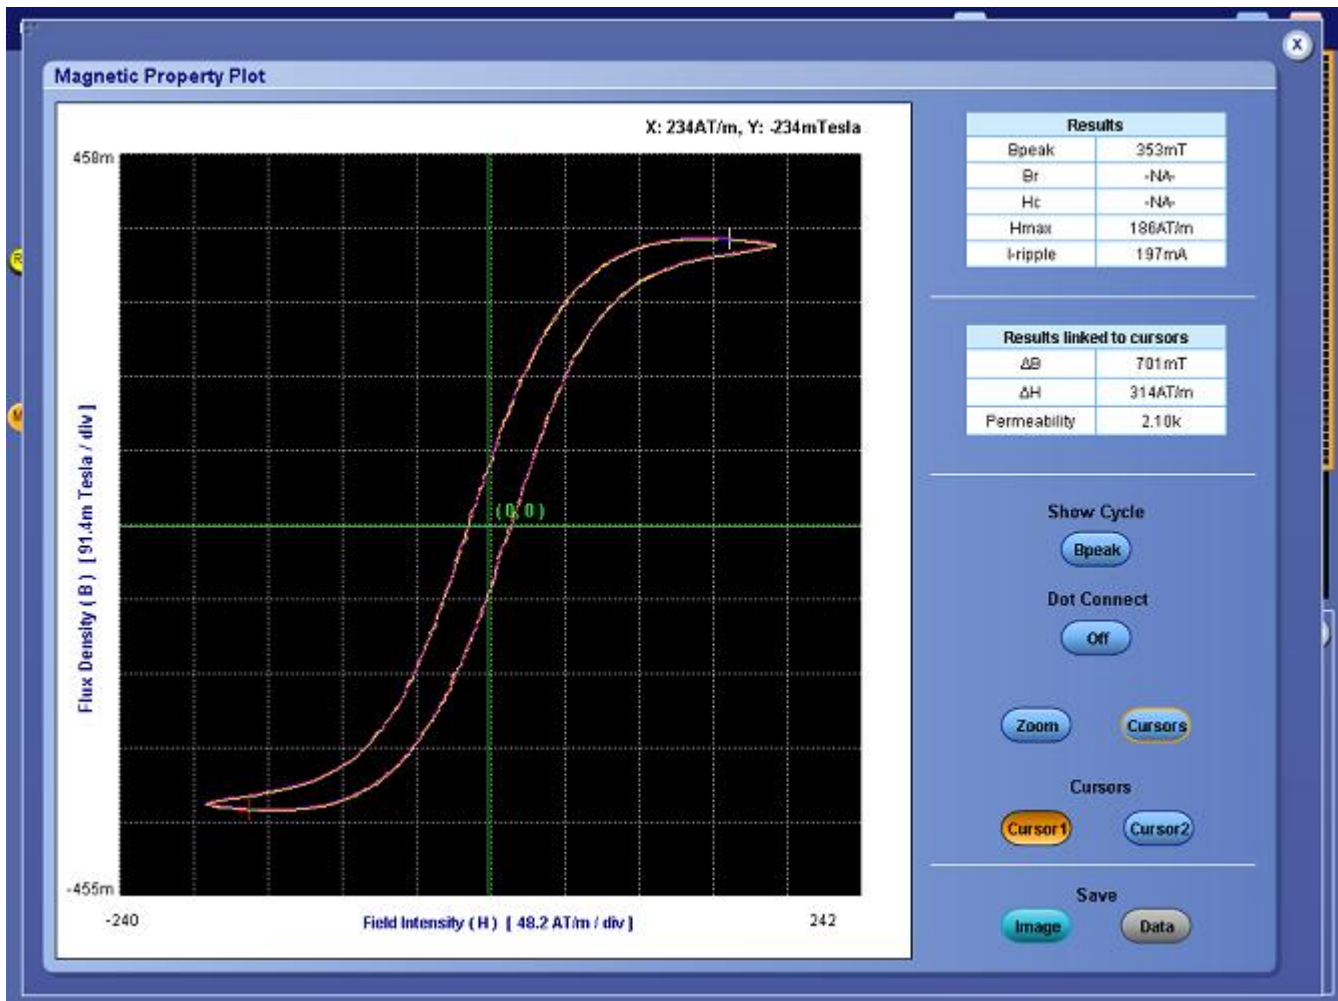 Magnetic Property Plot
X
X: 234AT/m, Y: -234mTesla
458m
Flux Density ( B ) [ 91.4m Tesla / div ]
( 0, 0 )
-455m
-240
Field Intensity ( H ) [ 48.2 AT/m / div ]
242
Results
Bpeak 353mT
Br -NA-
Hc -NA-
Hmax 186AT/m
I-ripple 197mA
Results linked to cursors
ΔB 701mT
ΔH 314AT/m
Permeability 2.10k
Show Cycle
Bpeak
Dot Connect
Off
Zoom Cursors
Cursors
Cursor1 Cursor2
Save
Image Data
R
M